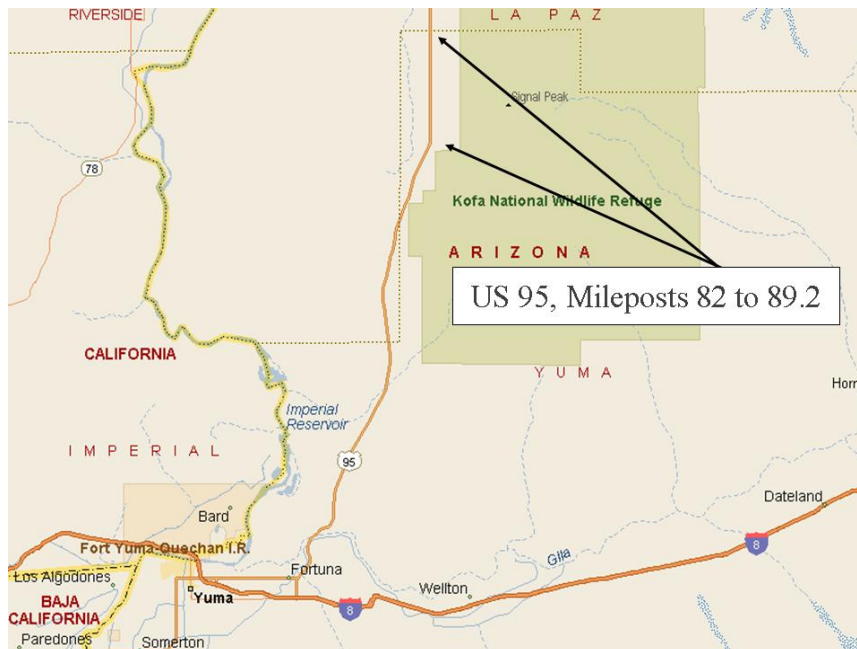 RIVERSIDE
LA PAZ
Signal Peak
78
Kofa National Wildlife Refuge
ARIZONA
US 95, Mileposts 82 to 89.2
CALIFORNIA
YUMA
Imperial
Reservoir
IMPERIAL
95
Dateland
Bard
8
Fort Yuma-Quechan I.R.
Gila
Los Algodones
Fortuna
Wellton
Yuma
BAJA
CALIFORNIA
8
Paredones
Somerton